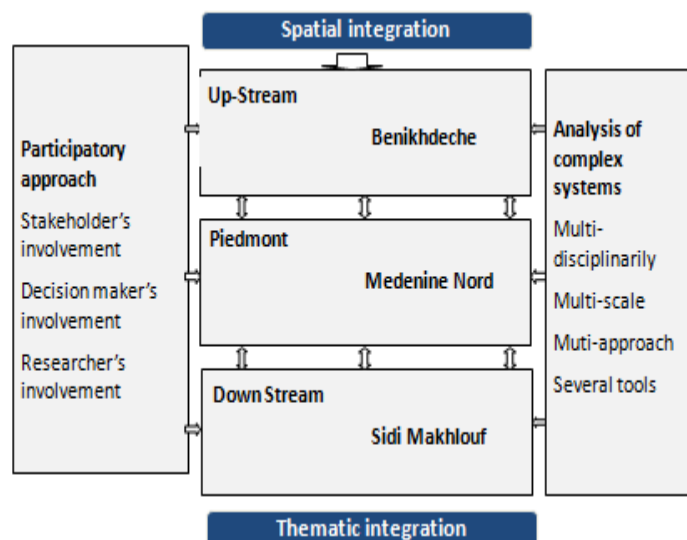 Spatial integration
Participatory
approach
Stakeholder's
involvement
Decision maker's
involvement
Researcher's
involvement
Up-Stream
Benikhdeche
Piedmont
Medenine Nord
Down Stream
Sidi Makhlouf
Analysis of
complex
systems
Multi-
disciplinarily
Multi-scale
Muti-approach
Several tools
Thematic integration